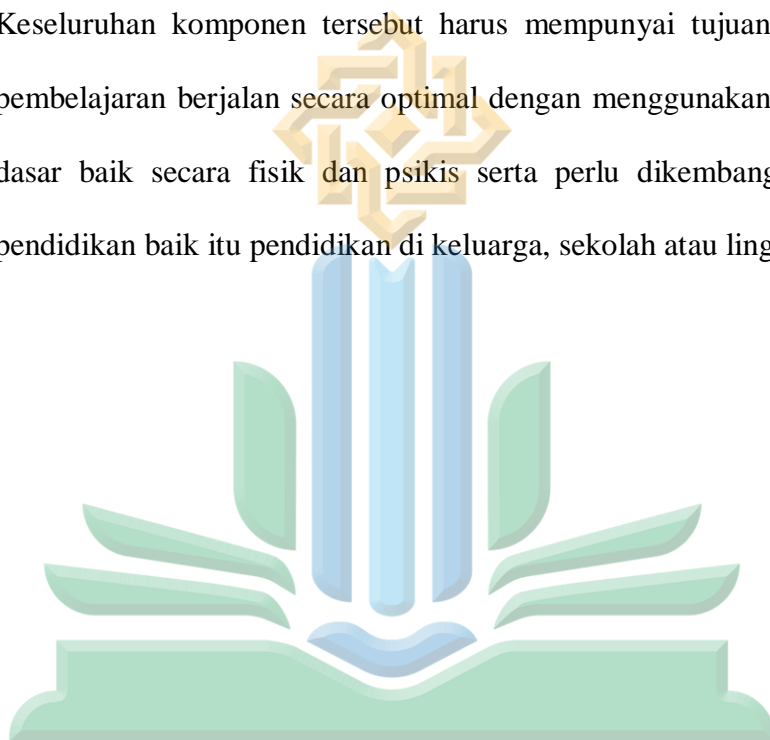 Keseluruhan komponen tersebut harus mempunyai tujuan
pembelajaran berjalan secara optimal dengan menggunakan
dasar baik secara fisik dan psikis serta perlu dikembang
pendidikan baik itu pendidikan di keluarga, sekolah atau ling